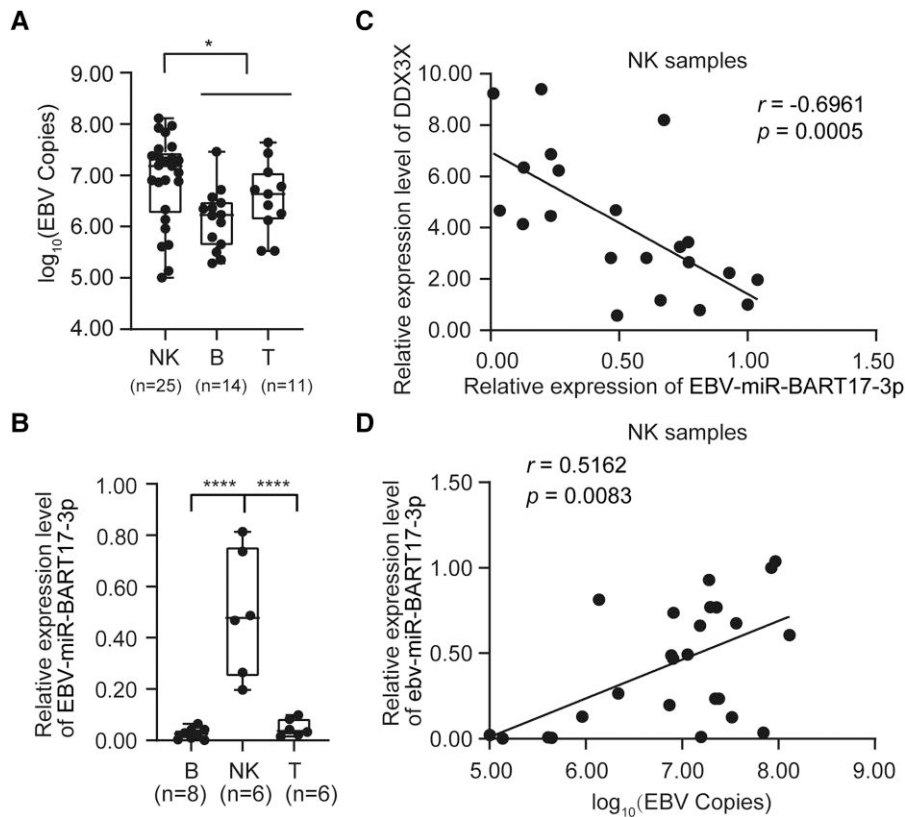 A
*
log₁₀(EBV Copies)
9.00
8.00
7.00
6.00
5.00
4.00
NK
B
T
(n=25)
(n=14)
(n=11)
B
Relative expression level
of EBV-miR-BART17-3p
****
****
1.00
0.80
0.60
0.40
0.20
0.00
B
NK
T
(n=8)
(n=6)
(n=6)
C
NK samples
r = -0.6961
p = 0.0005
Relative expression level of DDX3X
10.00
8.00
6.00
4.00
2.00
0.00
0.00
0.50
1.00
1.50
Relative expression of EBV-miR-BART17-3p
D
NK samples
r = 0.5162
p = 0.0083
Relative expression level
of ebv-miR-BART17-3p
1.50
1.00
0.50
0.00
5.00
6.00
7.00
8.00
9.00
log₁₀(EBV Copies)